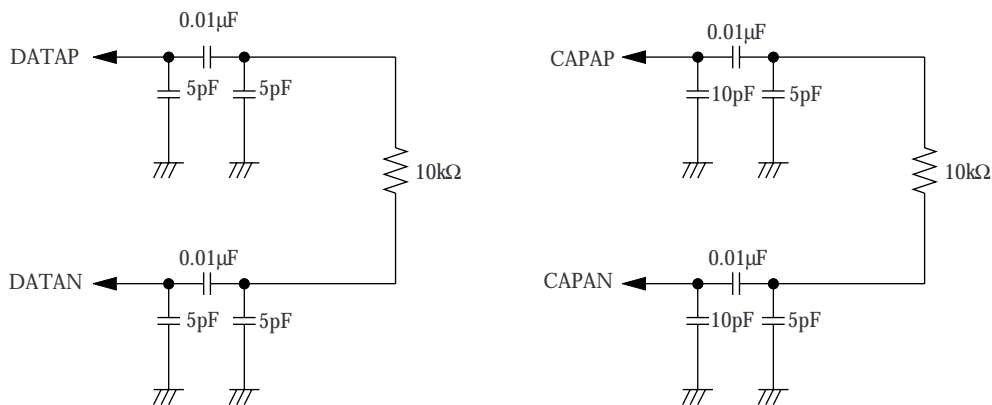 0.01μF
DATAP
5pF
5pF
10kΩ
0.01μF
DATAN
5pF
5pF
0.01μF
CAPAP
10pF
5pF
10kΩ
0.01μF
CAPAN
10pF
5pF